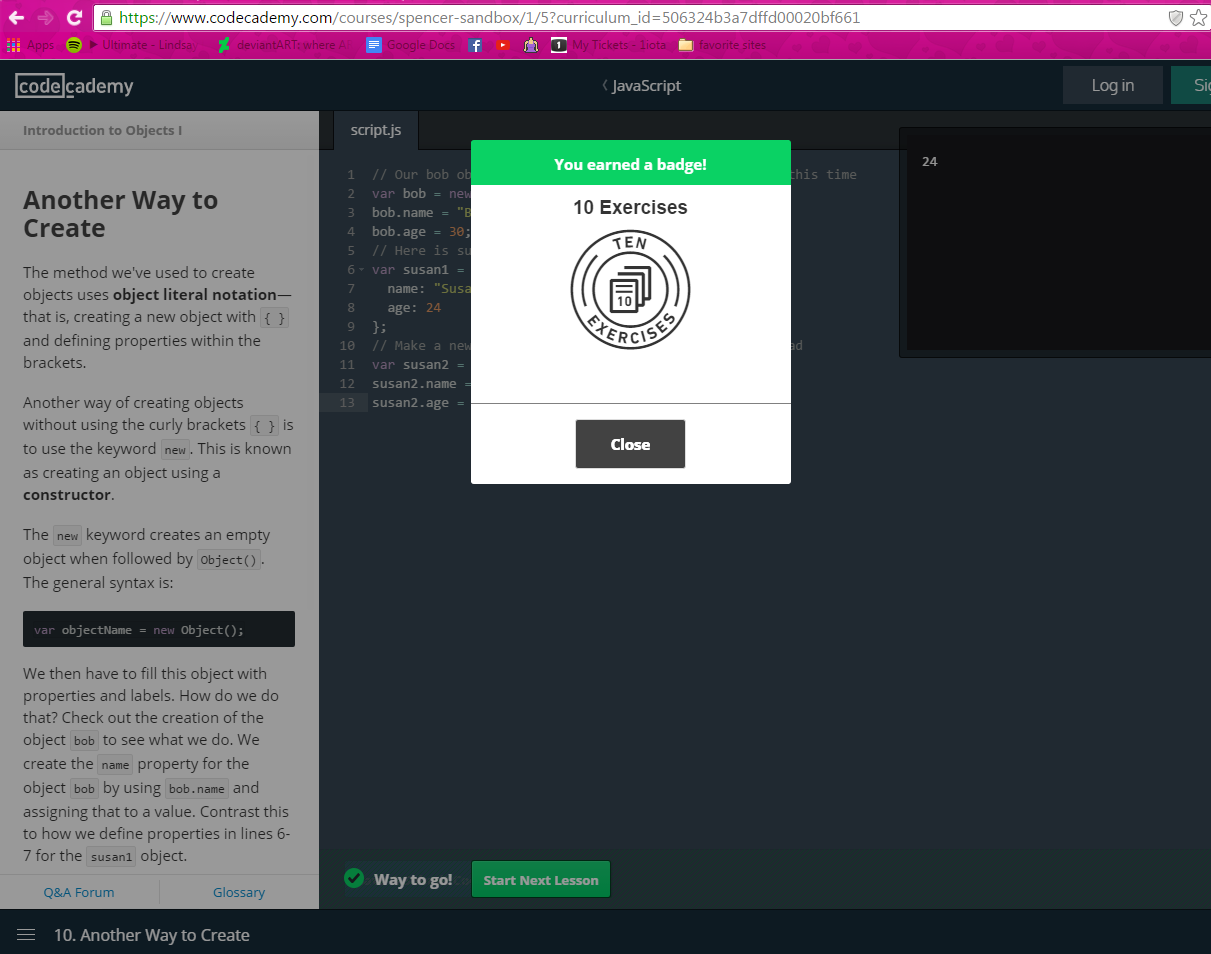 https://www.codecademy.com/courses/spencer-sandbox/1/5?curriculum_id=506324b3a7dffd00020bf661
Apps Ultimate - Lindsay deviantART: where A Google Docs My Tickets - 1iota favorite sites
codecademy
JavaScript
Log in
Sig
Introduction to Objects I
Another Way to
Create
The method we've used to create
objects uses object literal notation—
that is, creating a new object with { }
and defining properties within the
brackets.
Another way of creating objects
without using the curly brackets { } is
to use the keyword new. This is known
as creating an object using a
constructor.
The new keyword creates an empty
object when followed by Object().
The general syntax is:
var objectName = new Object();
We then have to fill this object with
properties and labels. How do we do
that? Check out the creation of the
object bob to see what we do. We
create the name property for the
object bob by using bob.name and
assigning that to a value. Contrast this
to how we define properties in lines 6-
7 for the susan1 object.
Q&A Forum
Glossary
script.js
1 // Our bob ob his time
2 var bob = new
3 bob.name = "B
4 bob.age = 30;
5 // Here is su
6 var susan1 =
7 name: "Susa
8 age: 24
9 };
10 // Make a new ad
11 var susan2 =
12 susan2.name =
13 susan2.age =
You earned a badge!
10 Exercises
TEN
10
EXERCISES
Close
24
Way to go!
Start Next Lesson
10. Another Way to Create